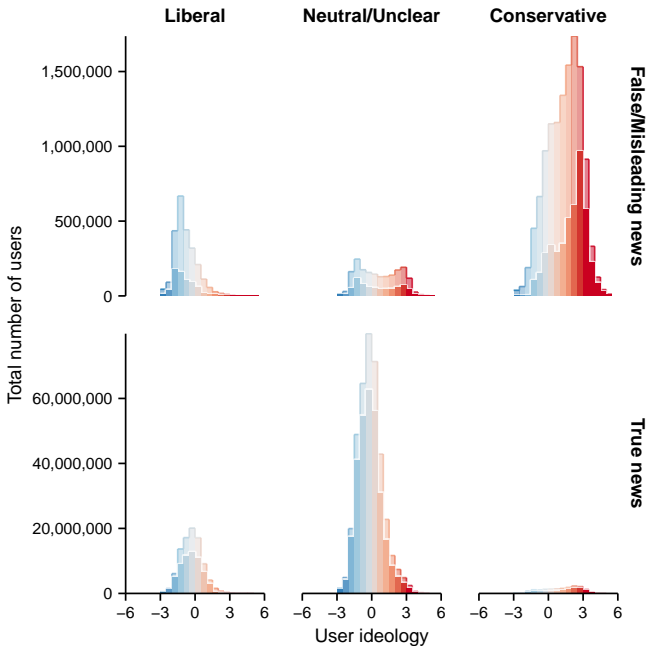 Liberal Neutral/Unclear Conservative
1,500,000
1,000,000
500,000
0
False/Misleading news
Total number of users
60,000,000
40,000,000
20,000,000
0
True news
−6 −3 0 3 6 −6 −3 0 3 6 −6 −3 0 3 6
User ideology